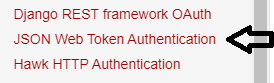 Django REST framework OAuth
JSON Web Token Authentication
Hawk HTTP Authentication